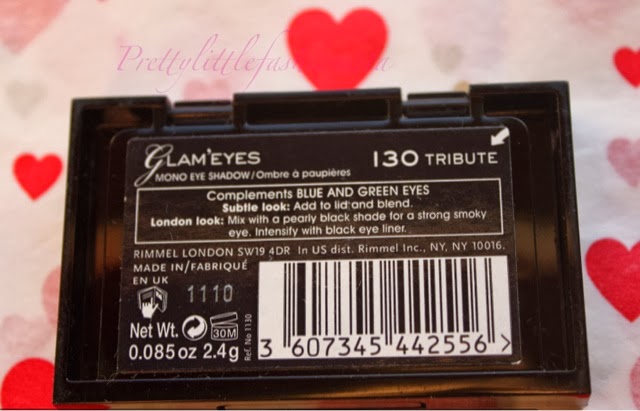 GLAM'EYES
130 TRIBUTE
MONO EYE SHADOW/Ombre à paupières
Complements BLUE AND GREEN EYES
Subtle look: Add to lid and blend.
London look: Mix with a pearly black shade for a strong smoky
eye. Intensify with black eye liner.
RIMMEL LONDON SW19 4DR In US dist. Rimmel Inc., NY, NY 10016.
MADE IN/FABRIQUÉ
EN UK
1110
30M
Net Wt.
0.085 oz 2.4g
Ref. No 1130
3 607345 442556 >